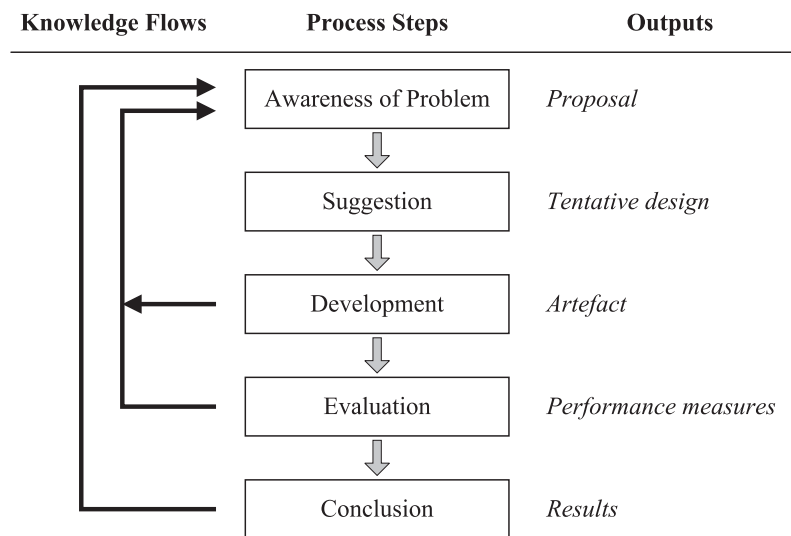 Knowledge Flows Process Steps Outputs
Awareness of Problem Proposal
Suggestion Tentative design
Development Artefact
Evaluation Performance measures
Conclusion Results